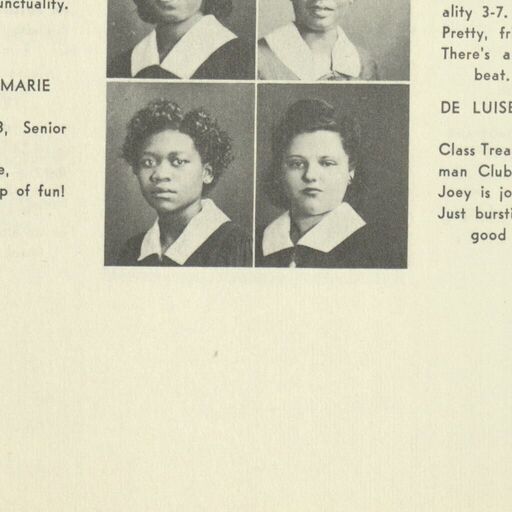 nctuality.
MARIE
3, Senior
e,
p of fun!
ality 3-7.
Pretty, fr
There's a
beat.
DE LUISE
Class Trea
man Club
Joey is jo
Just bursti
good